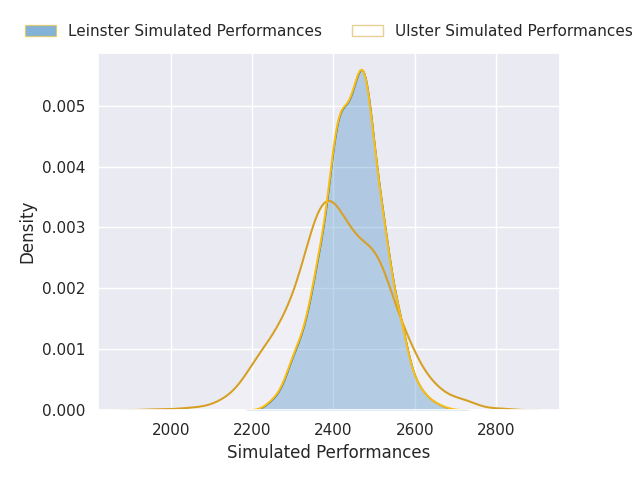 Leinster Simulated Performances
Ulster Simulated Performances
0.005
0.004
0.003
0.002
0.001
0.000
Density
2000 2200 2400 2600 2800
Simulated Performances